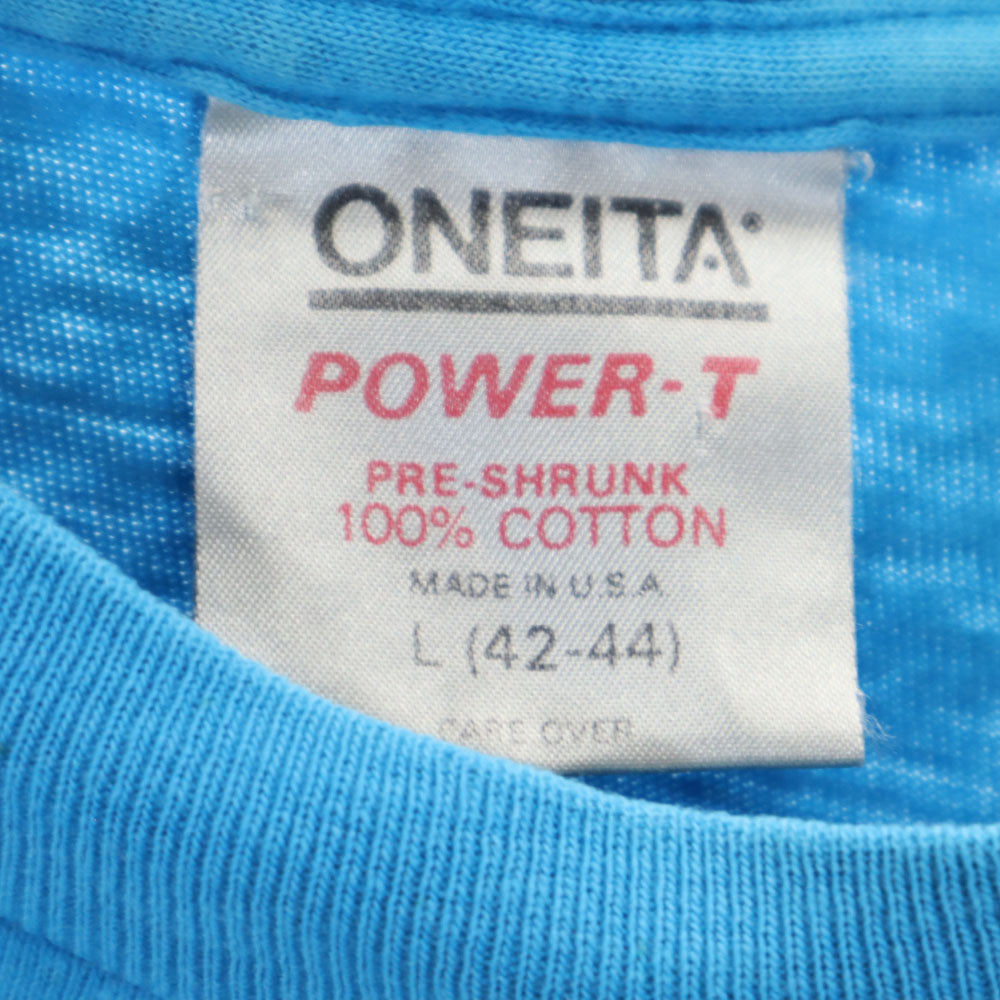 ONEITA®
POWER-T
PRE-SHRUNK
100% COTTON
MADE IN U.S.A.
L (42-44)
CARE OVER